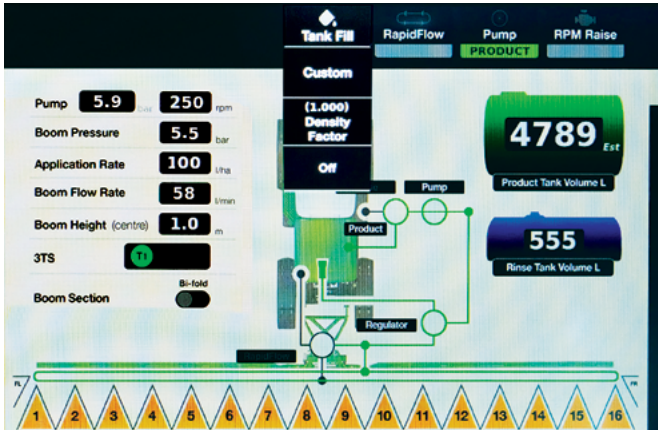 Tank Fill
RapidFlow
Pump
RPM Raise
PRODUCT
Custom
(1.000)
Density
Factor
Off
Pump 5.9 bar 250 rpm
Boom Pressure 5.5 bar
Application Rate 100 l/ha
Boom Flow Rate 58 l/min
Boom Height (centre) 1.0 m
3TS T1
Bi-fold
Boom Section
4789 Est
Product Tank Volume L
555
Rinse Tank Volume L
Pump
Product
Regulator
FL
FR
1 2 3 4 5 6 7 8 9 10 11 12 13 14 15 16